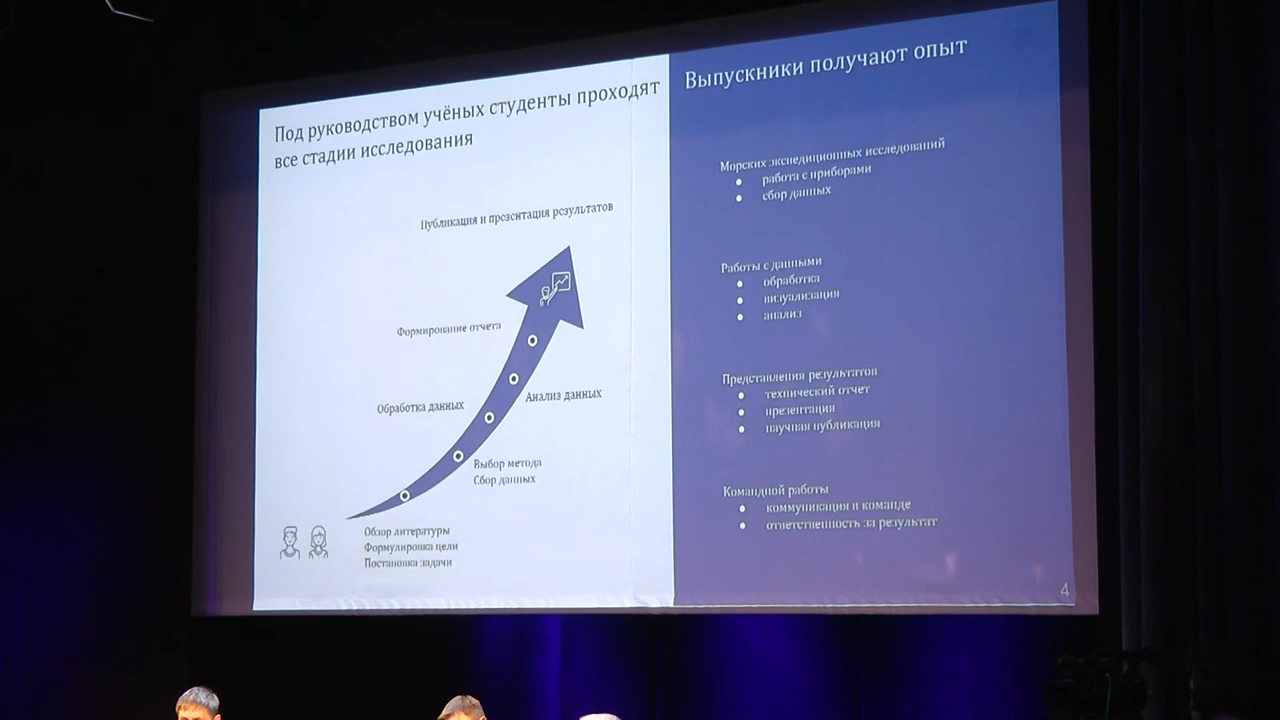 Под руководством учёных студенты проходят
все стадии исследования
Публикация и презентация результатов
Формирование отчета
Анализ данных
Обработка данных
Выбор метода
Сбор данных
Обзор литературы
Формулировка цели
Постановка задачи
Выпускники получают опыт
Морских экспедиционных исследований
● работа с приборами
● сбор данных
Работы с данными
● обработка
● визуализация
● анализ
Представления результатов
● технический отчет
● презентация
● научная публикация
Командной работы
● коммуникация в команде
● ответственность за результат
4